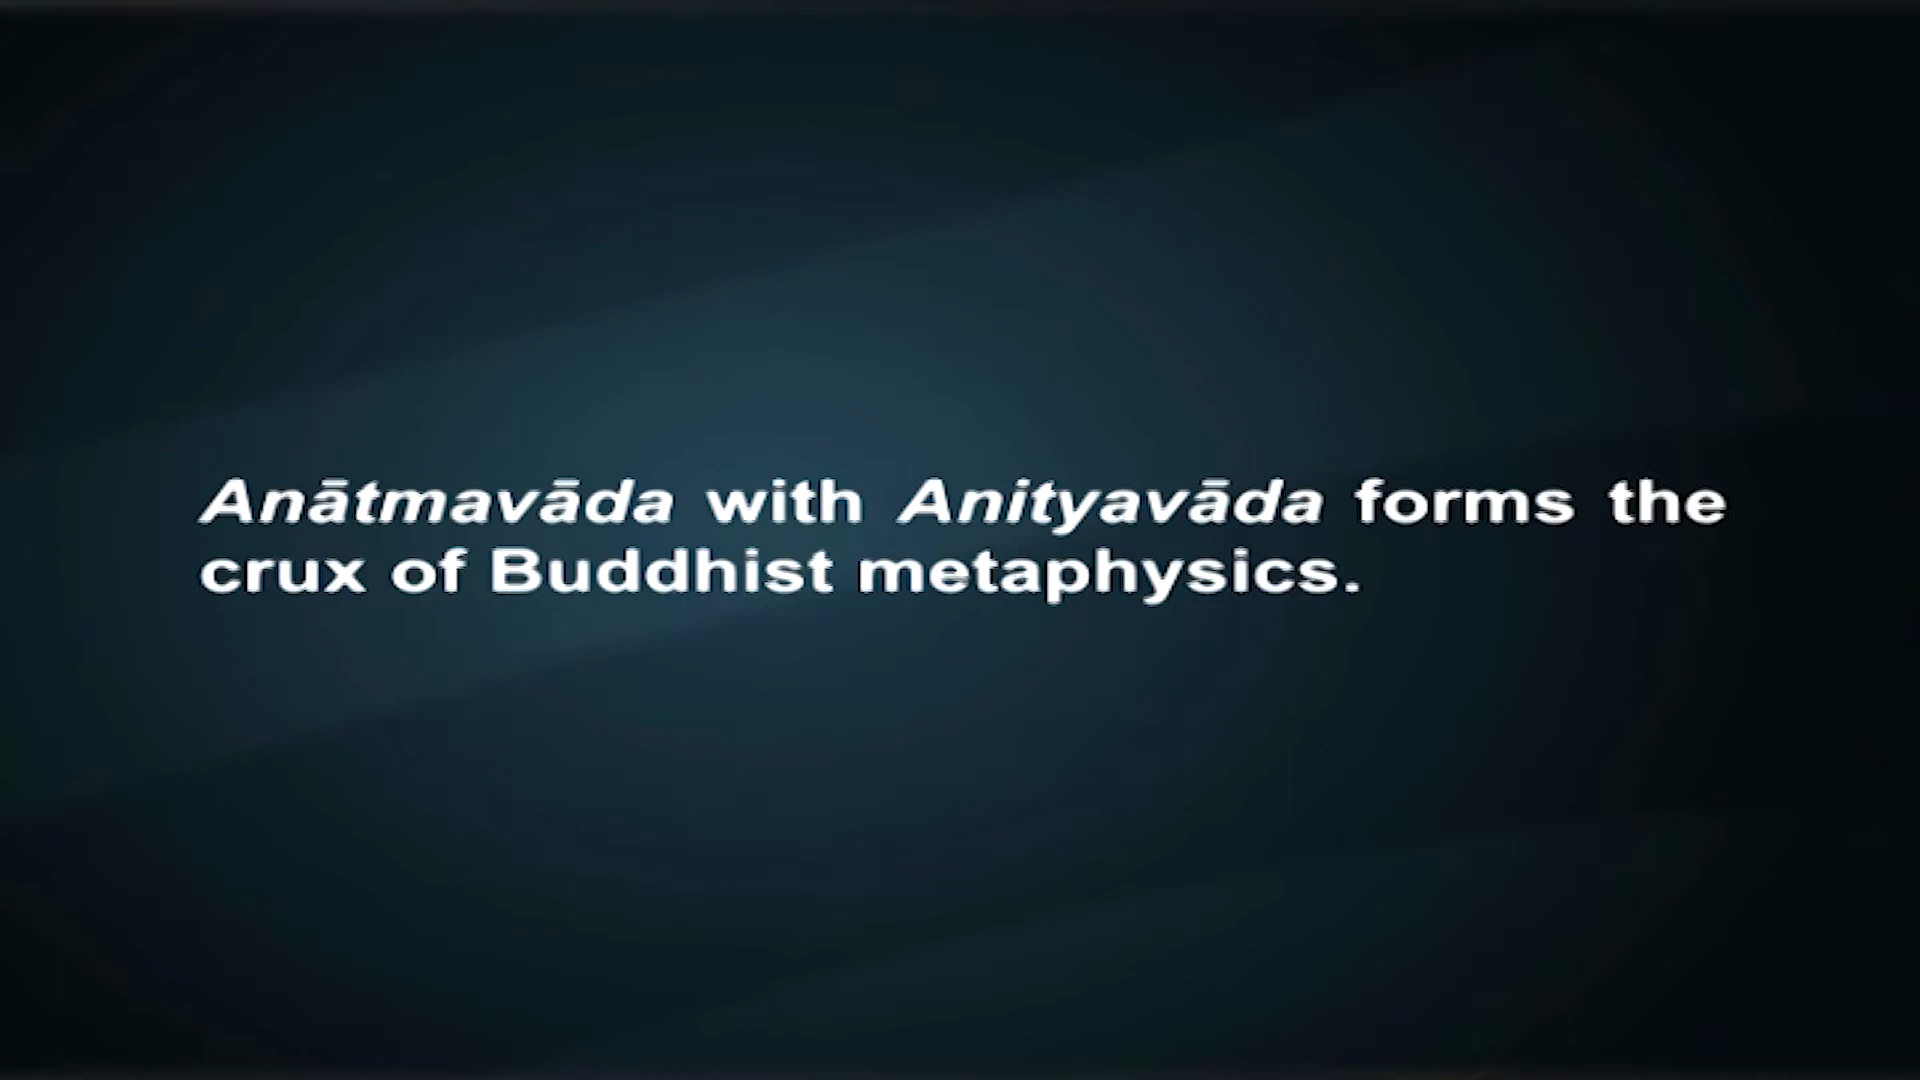 Anātmavāda with Anityavāda forms the
crux of Buddhist metaphysics.